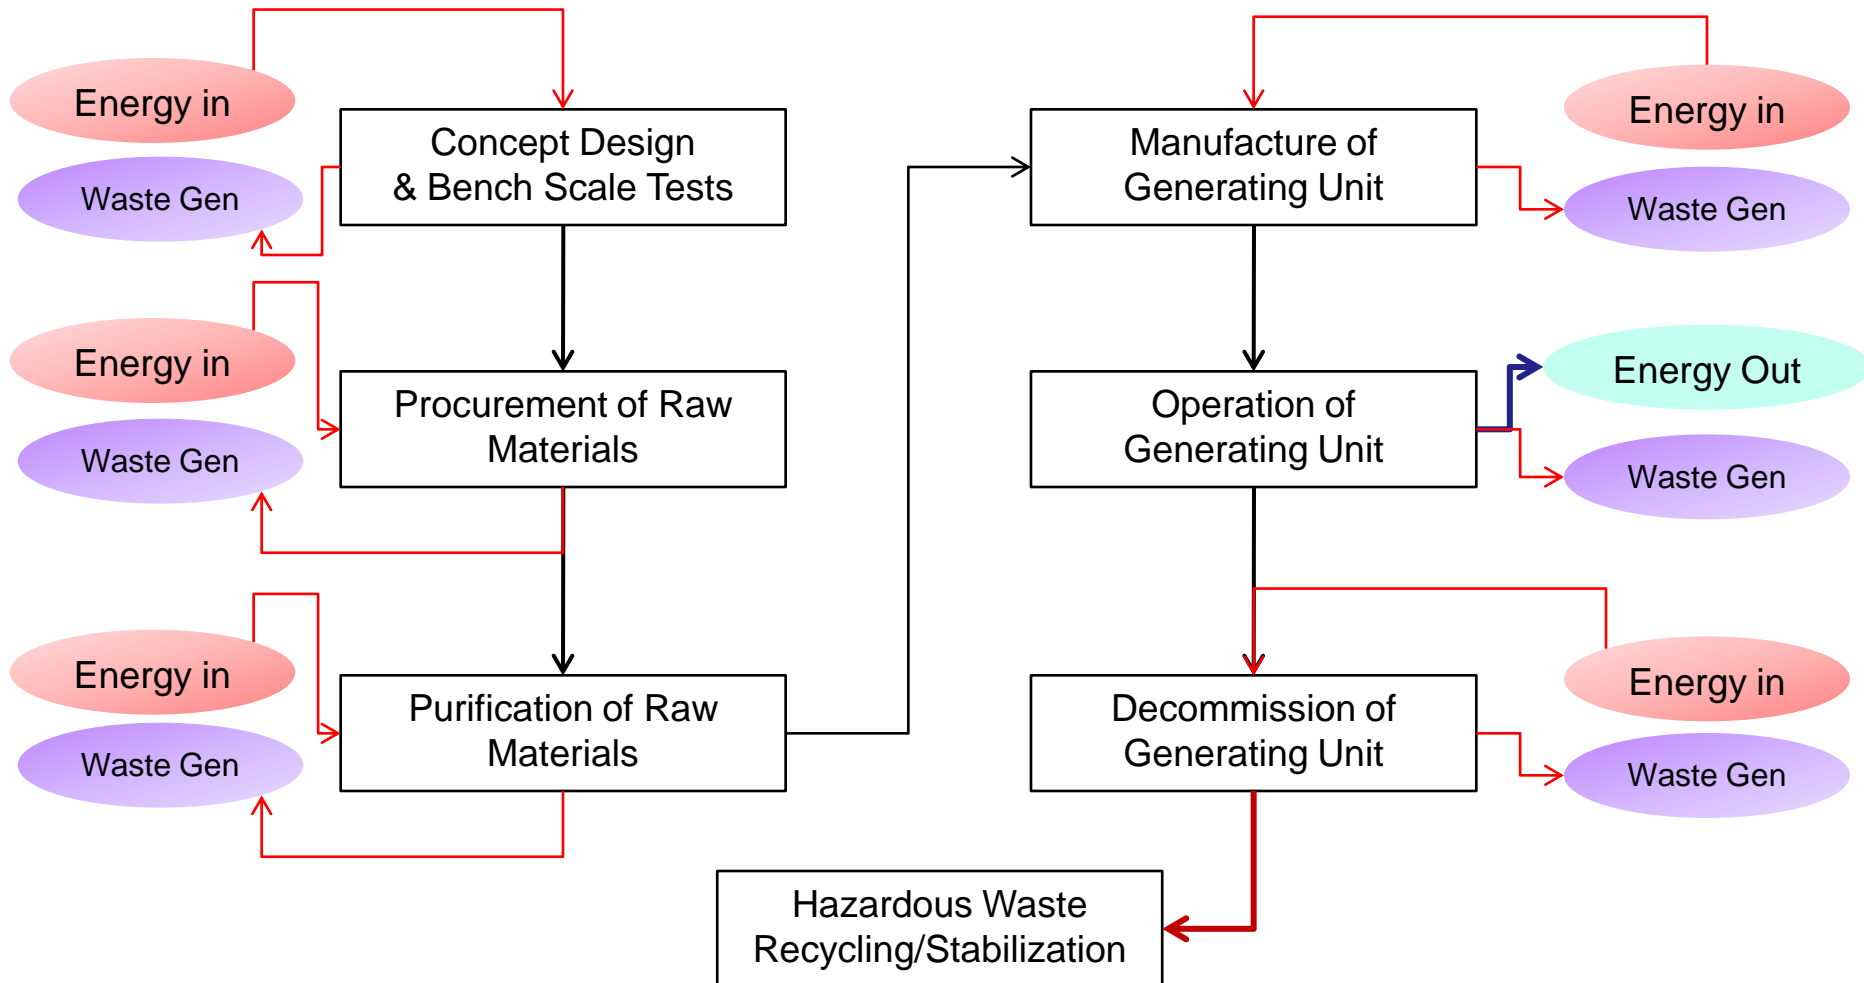 Energy in
Concept Design
& Bench Scale Tests
Waste Gen
Energy in
Procurement of Raw
Materials
Waste Gen
Energy in
Purification of Raw
Materials
Waste Gen
Manufacture of
Generating Unit
Energy in
Waste Gen
Operation of
Generating Unit
Energy Out
Waste Gen
Decommission of
Generating Unit
Energy in
Waste Gen
Hazardous Waste
Recycling/Stabilization